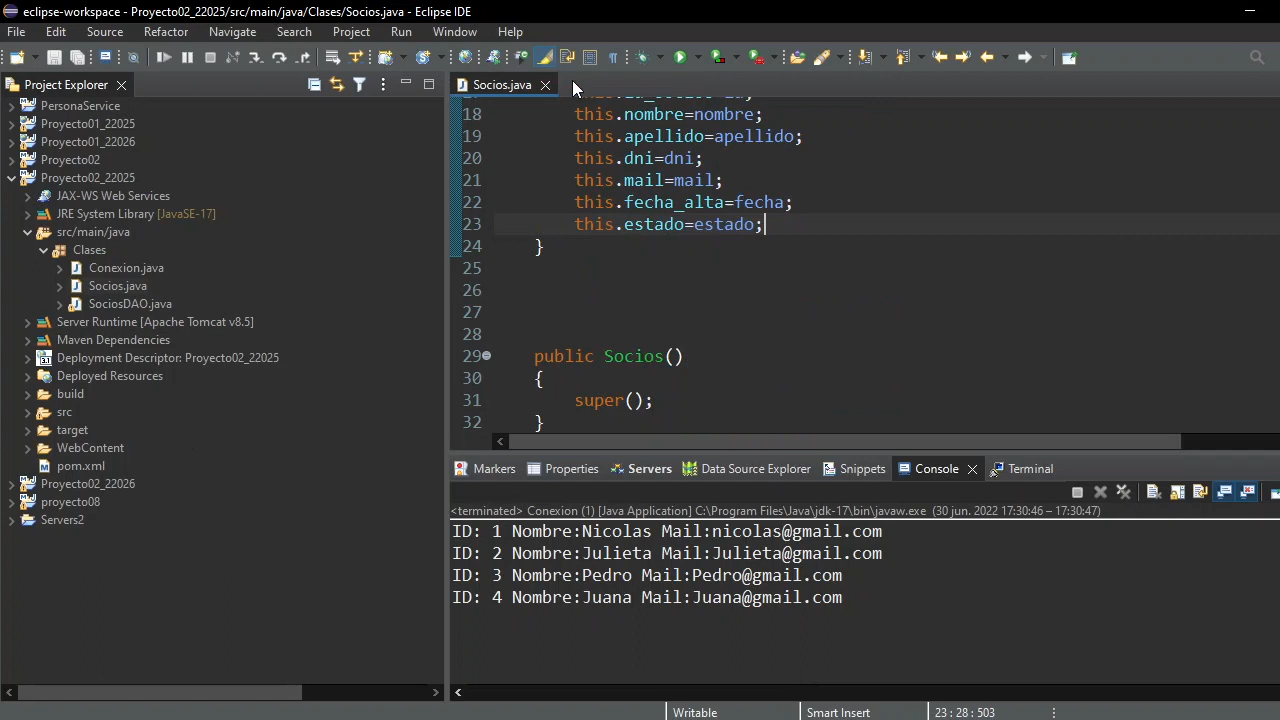 eclipse-workspace - Proyecto02_22025/src/main/java/Clases/Socios.java - Eclipse IDE
File Edit Source Refactor Navigate Search Project Run Window Help
Project Explorer
PersonaService
Proyecto01_22025
Proyecto01_22026
Proyecto02
Proyecto02_22025
JAX-WS Web Services
JRE System Library [JavaSE-17]
src/main/java
Clases
Conexion.java
Socios.java
SociosDAO.java
Server Runtime [Apache Tomcat v8.5]
Maven Dependencies
Deployment Descriptor: Proyecto02_22025
Deployed Resources
build
src
target
WebContent
pom.xml
Proyecto02_22026
proyecto08
Servers2
Socios.java
18 this.nombre=nombre;
19 this.apellido=apellido;
20 this.dni=dni;
21 this.mail=mail;
22 this.fecha_alta=fecha;
23 this.estado=estado;
24 }
25
26
27
28
29 public Socios()
30 {
31 super();
32 }
Markers Properties Servers Data Source Explorer Snippets Console Terminal
<terminated> Conexion (1) [Java Application] C:\Program Files\Java\jdk-17\bin\javaw.exe (30 jun. 2022 17:30:46 – 17:30:47)
ID: 1 Nombre:Nicolas Mail:nicolas@gmail.com
ID: 2 Nombre:Julieta Mail:Julieta@gmail.com
ID: 3 Nombre:Pedro Mail:Pedro@gmail.com
ID: 4 Nombre:Juana Mail:Juana@gmail.com
Writable Smart Insert 23 : 28 : 503